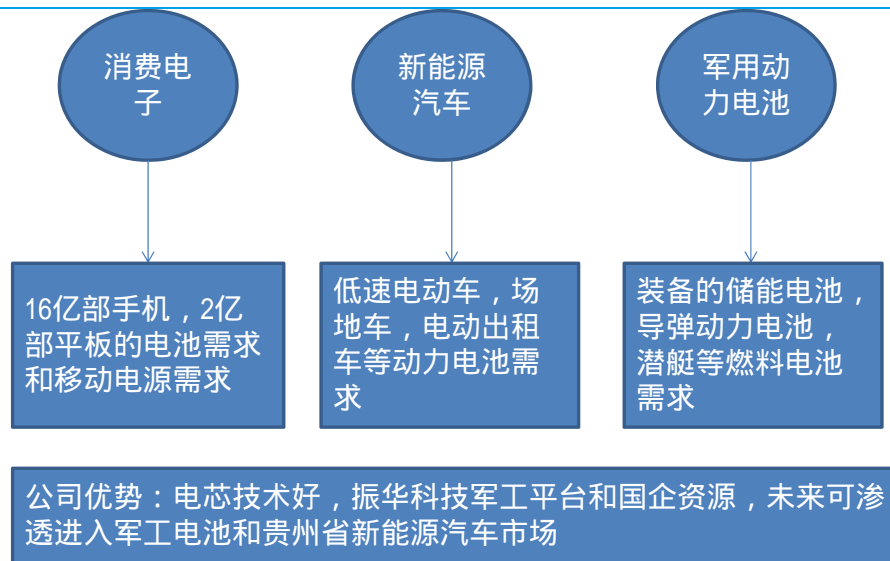 消费电
子
新能源
汽车
军用动
力电池
16亿部手机，2亿
部平板的电池需求
和移动电源需求
低速电动车，场
地车，电动出租
车等动力电池需
求
装备的储能电池，
导弹动力电池，
潜艇等燃料电池
需求
公司优势：电芯技术好，振华科技军工平台和国企资源，未来可渗
透进入军工电池和贵州省新能源汽车市场